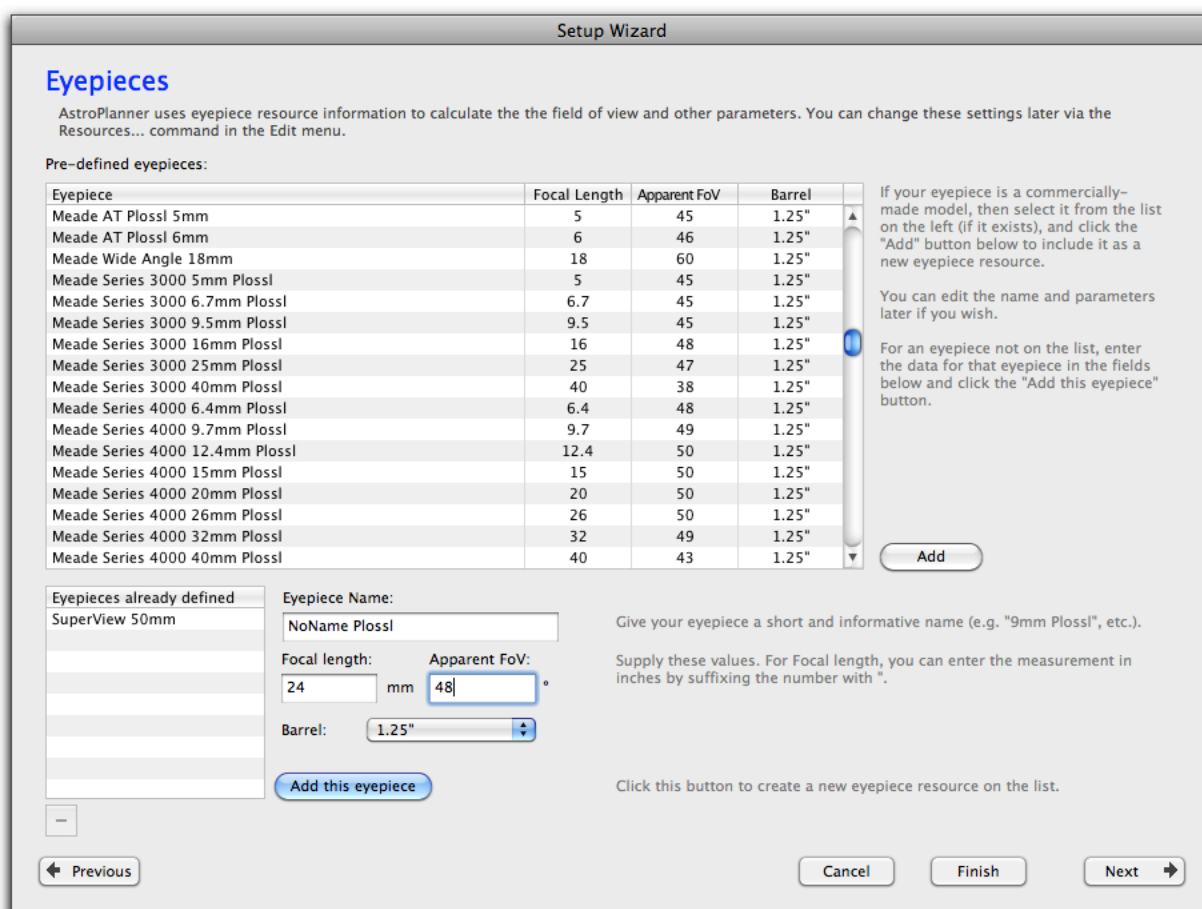 Setup Wizard
Eyepieces
AstroPlanner uses eyepiece resource information to calculate the the field of view and other parameters. You can change these settings later via the
Resources... command in the Edit menu.
Pre-defined eyepieces:
Eyepiece Focal Length Apparent FoV Barrel
Meade AT Plossl 5mm 5 45 1.25"
Meade AT Plossl 6mm 6 46 1.25"
Meade Wide Angle 18mm 18 60 1.25"
Meade Series 3000 5mm Plossl 5 45 1.25"
Meade Series 3000 6.7mm Plossl 6.7 45 1.25"
Meade Series 3000 9.5mm Plossl 9.5 45 1.25"
Meade Series 3000 16mm Plossl 16 48 1.25"
Meade Series 3000 25mm Plossl 25 47 1.25"
Meade Series 3000 40mm Plossl 40 38 1.25"
Meade Series 4000 6.4mm Plossl 6.4 48 1.25"
Meade Series 4000 9.7mm Plossl 9.7 49 1.25"
Meade Series 4000 12.4mm Plossl 12.4 50 1.25"
Meade Series 4000 15mm Plossl 15 50 1.25"
Meade Series 4000 20mm Plossl 20 50 1.25"
Meade Series 4000 26mm Plossl 26 50 1.25"
Meade Series 4000 32mm Plossl 32 49 1.25"
Meade Series 4000 40mm Plossl 40 43 1.25"
If your eyepiece is a commercially-
made model, then select it from the list
on the left (if it exists), and click the
"Add" button below to include it as a
new eyepiece resource.
You can edit the name and parameters
later if you wish.
For an eyepiece not on the list, enter
the data for that eyepiece in the fields
below and click the "Add this eyepiece"
button.
Add
Eyepieces already defined
SuperView 50mm
Eyepiece Name:
NoName Plossl
Give your eyepiece a short and informative name (e.g. "9mm Plossl", etc.).
Focal length: Apparent FoV:
24 mm 48 °
Supply these values. For Focal length, you can enter the measurement in
inches by suffixing the number with ".
Barrel: 1.25"
Add this eyepiece
Click this button to create a new eyepiece resource on the list.
–
Previous Cancel Finish Next